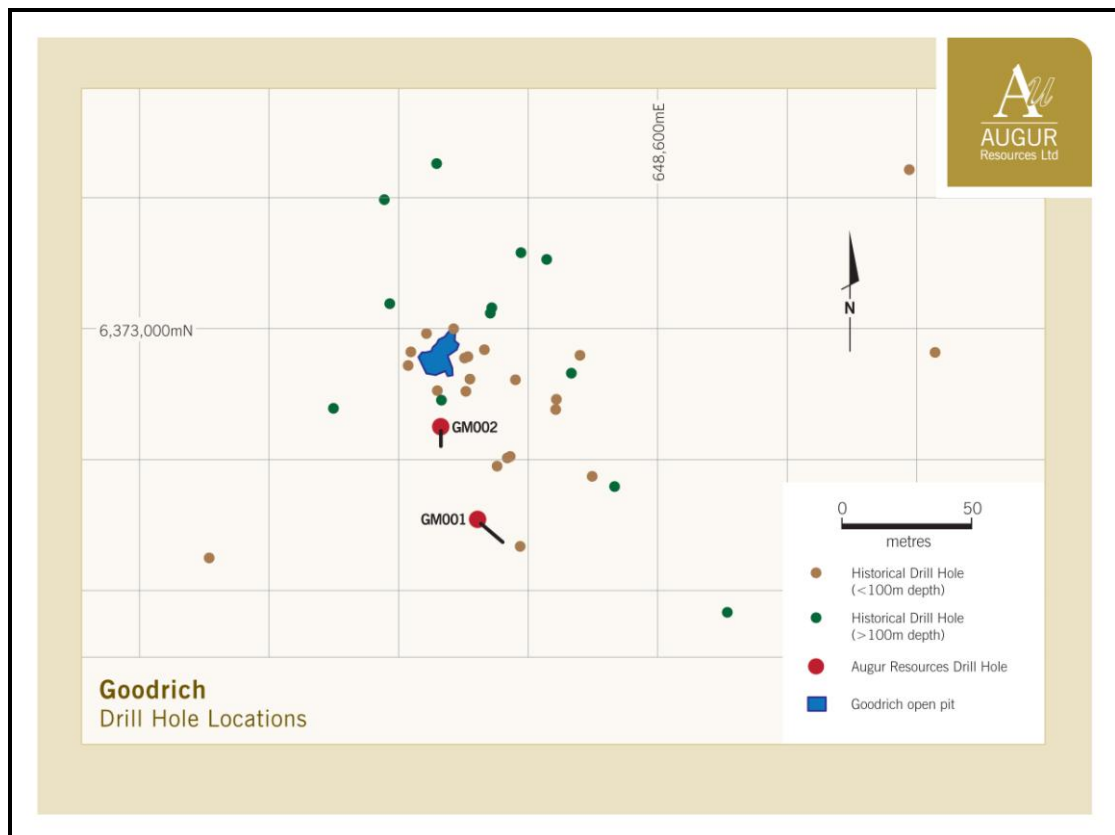 Au
AUGUR
Resources Ltd
648,600mE
6,373,000mN
N
GM002
GM001
0 50
metres
Historical Drill Hole
(<100m depth)
Historical Drill Hole
(>100m depth)
Augur Resources Drill Hole
Goodrich open pit
Goodrich
Drill Hole Locations